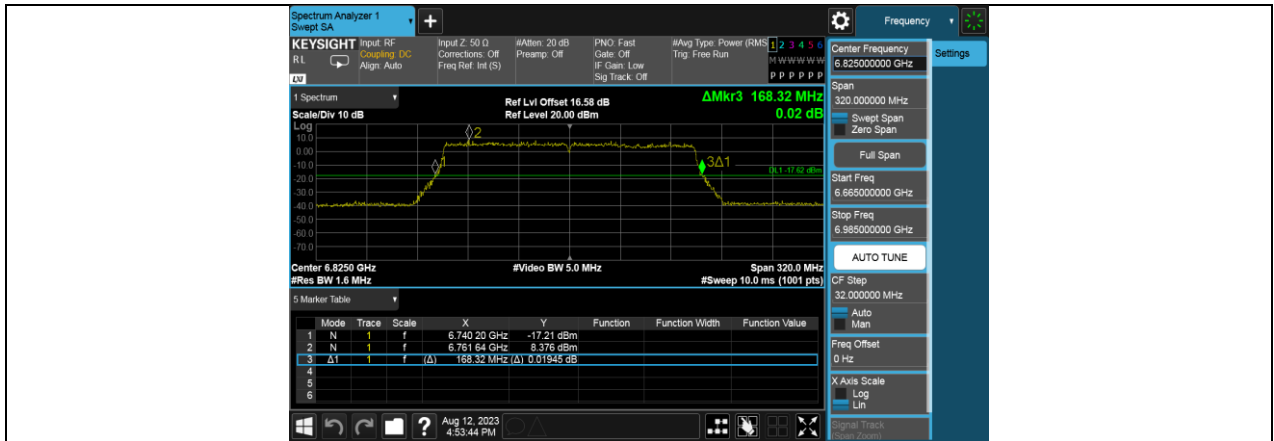 Spectrum Analyzer 1
Swept SA
+
Frequency
KEYSIGHT
RL
LXI
Input: RF
Coupling: DC
Align: Auto
Input Z: 50 Ω
Corrections: Off
Freq Ref: Int (S)
#Atten: 20 dB
Preamp: Off
PNO: Fast
Gate: Off
IF Gain: Low
Sig Track: Off
#Avg Type: Power (RMS
Trig: Free Run
1 2 3 4 5 6
M W W W W W
P P P P P P
1 Spectrum
Scale/Div 10 dB
Ref Lvl Offset 16.58 dB
Ref Level 20.00 dBm
ΔMkr3 168.32 MHz
0.02 dB
Log
10.0
0.00
-10.0
-20.0
-30.0
-40.0
-50.0
-60.0
-70.0
1
2
3Δ1
DL1 -17.62 dBm
Center 6.8250 GHz
#Video BW 5.0 MHz
Span 320.0 MHz
#Res BW 1.6 MHz
#Sweep 10.0 ms (1001 pts)
5 Marker Table
Mode Trace Scale X Y Function Function Width Function Value
1 N 1 f 6.740 20 GHz -17.21 dBm
2 N 1 f 6.761 64 GHz 8.376 dBm
3 Δ1 1 f (Δ) 168.32 MHz (Δ) 0.01945 dB
4
5
6
?
Aug 12, 2023
4:53:44 PM
Settings
Center Frequency
6.825000000 GHz
Span
320.000000 MHz
Swept Span
Zero Span
Full Span
Start Freq
6.665000000 GHz
Stop Freq
6.985000000 GHz
AUTO TUNE
CF Step
32.000000 MHz
Auto
Man
Freq Offset
0 Hz
X Axis Scale
Log
Lin
Signal Track
(Span Zoom)